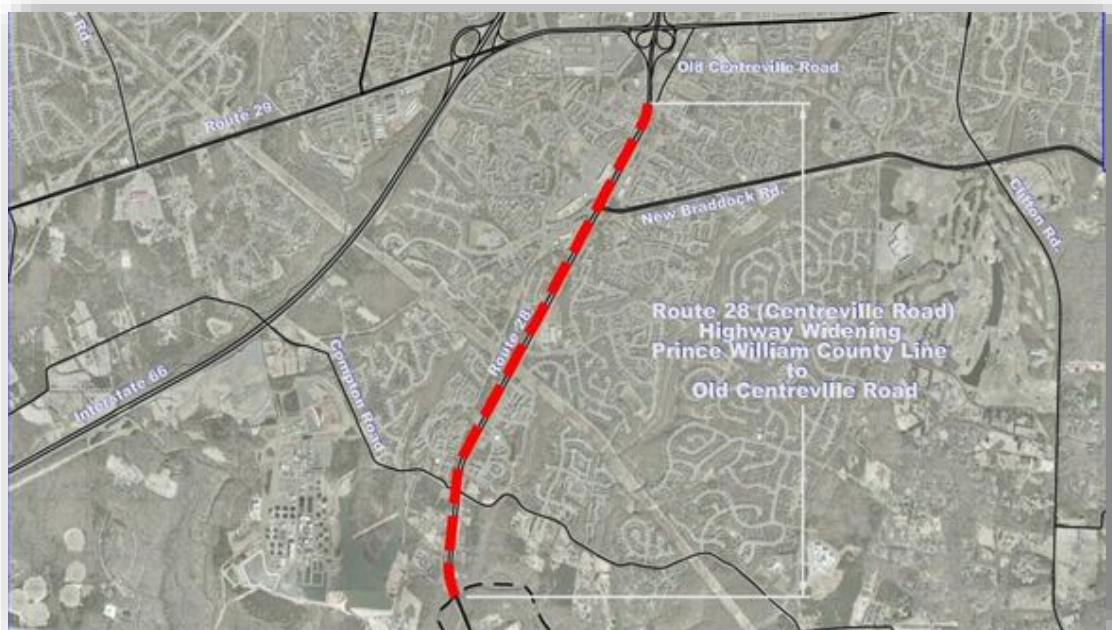 Rd.
Old Centreville Road
Route 29
New Braddock Rd.
Clifton Rd.
Route 28 (Centreville Road)
Highway Widening
Prince William County Line
to
Old Centreville Road
Route 28
Compton Road
Interstate 66